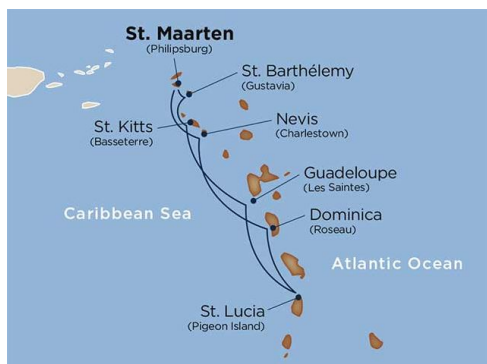 St. Maarten
(Philipsburg)
St. Barthélemy
(Gustavia)
St. Kitts
(Basseterre)
Nevis
(Charlestown)
Guadeloupe
(Les Saintes)
Caribbean Sea
Dominica
(Roseau)
Atlantic Ocean
St. Lucia
(Pigeon Island)